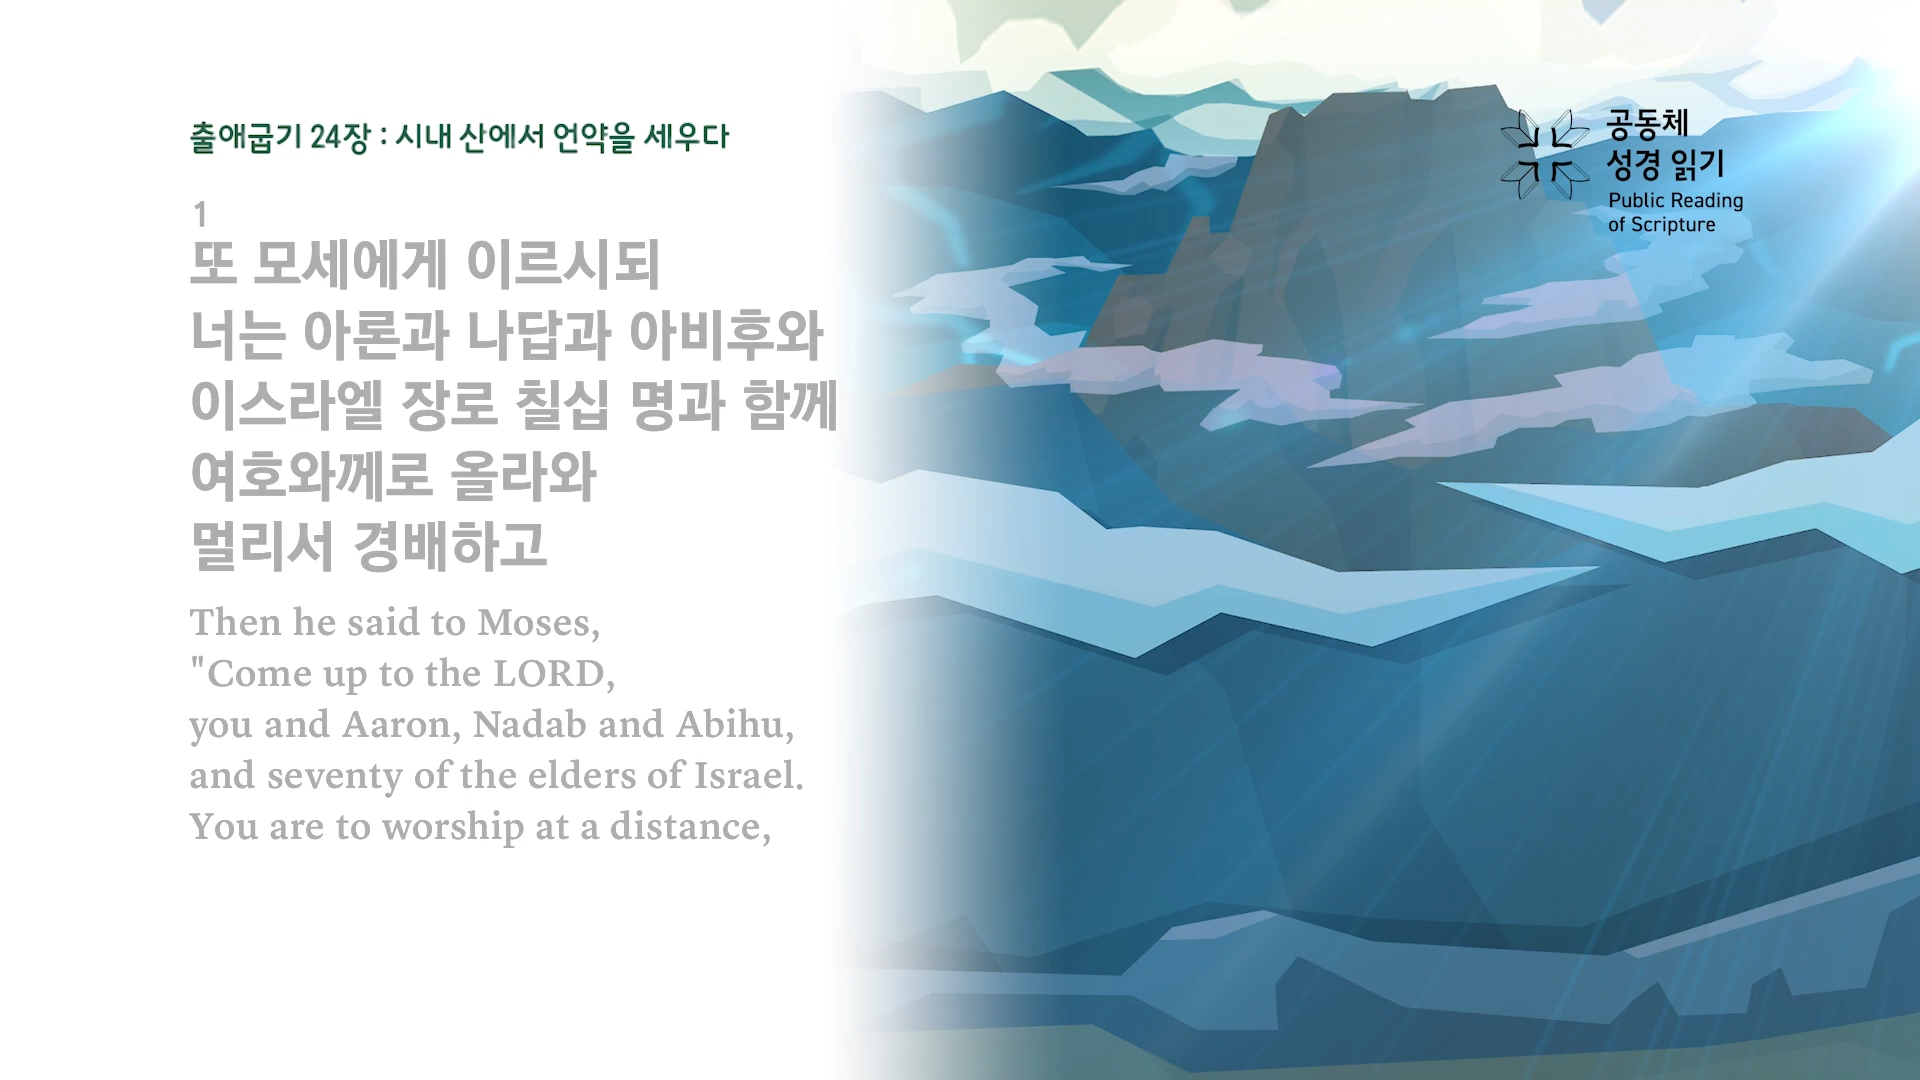 출애굽기 24장 : 시내 산에서 언약을 세우다
1
또 모세에게 이르시되
너는 아론과 나답과 아비후와
이스라엘 장로 칠십 명과 함께
여호와께로 올라와
멀리서 경배하고
Then he said to Moses,
"Come up to the LORD,
you and Aaron, Nadab and Abihu,
and seventy of the elders of Israel.
You are to worship at a distance,
공동체
성경 읽기
Public Reading
of Scripture